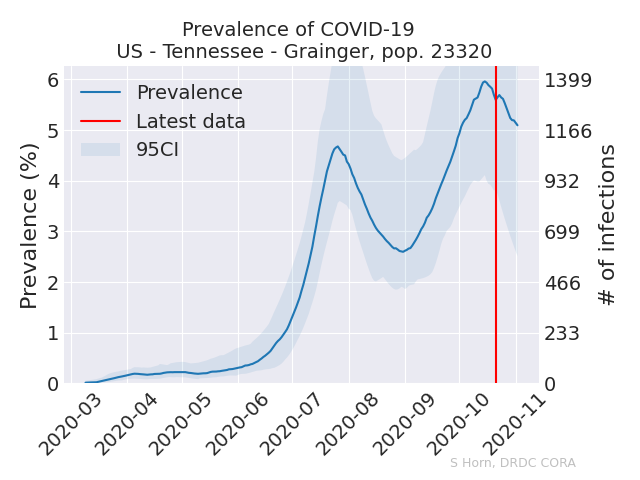 Prevalence of COVID-19
US - Tennessee - Grainger, pop. 23320
Prevalence
Latest data
95CI
Prevalence (%)
6
5
4
3
2
1
0
1399
1166
932
699
466
233
0
# of infections
2020-03
2020-04
2020-05
2020-06
2020-07
2020-08
2020-09
2020-10
2020-11
S Horn, DRDC CORA